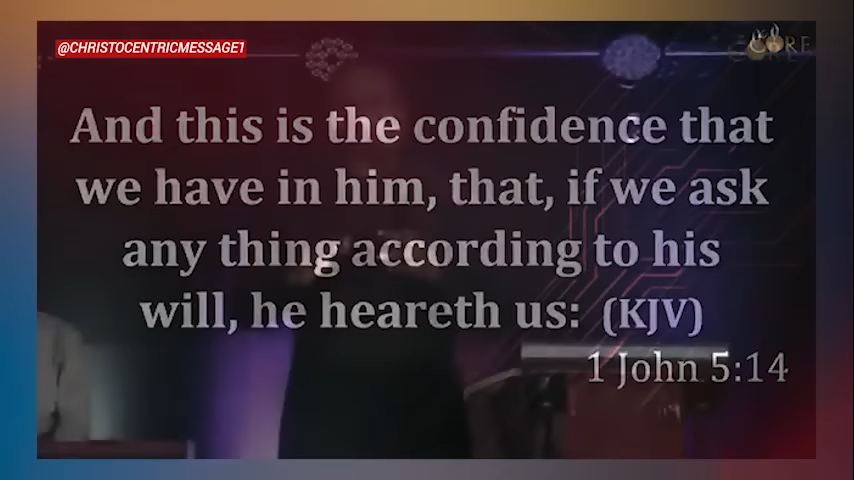 @CHRISTOCENTRICMESSAGE1
CORE
And this is the confidence that
we have in him, that, if we ask
any thing according to his
will, he heareth us: (KJV)
1 John 5:14